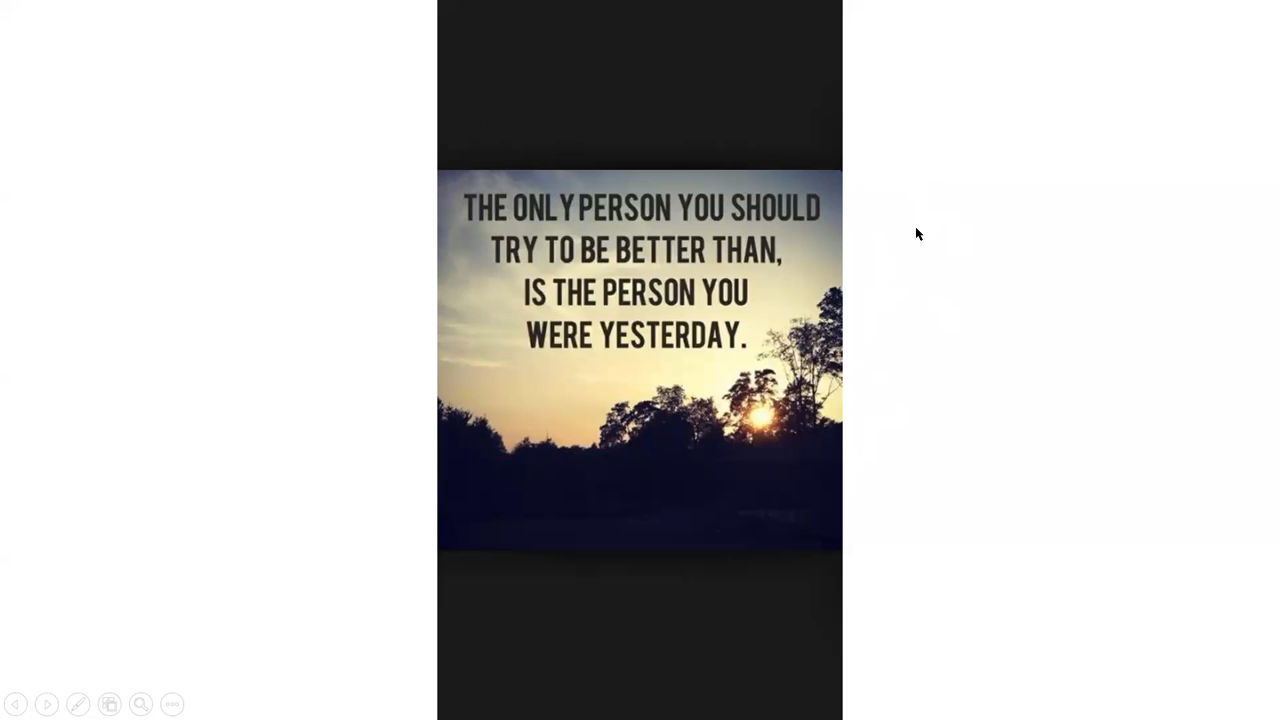 THE ONLY PERSON YOU SHOULD
TRY TO BE BETTER THAN,
IS THE PERSON YOU
WERE YESTERDAY.